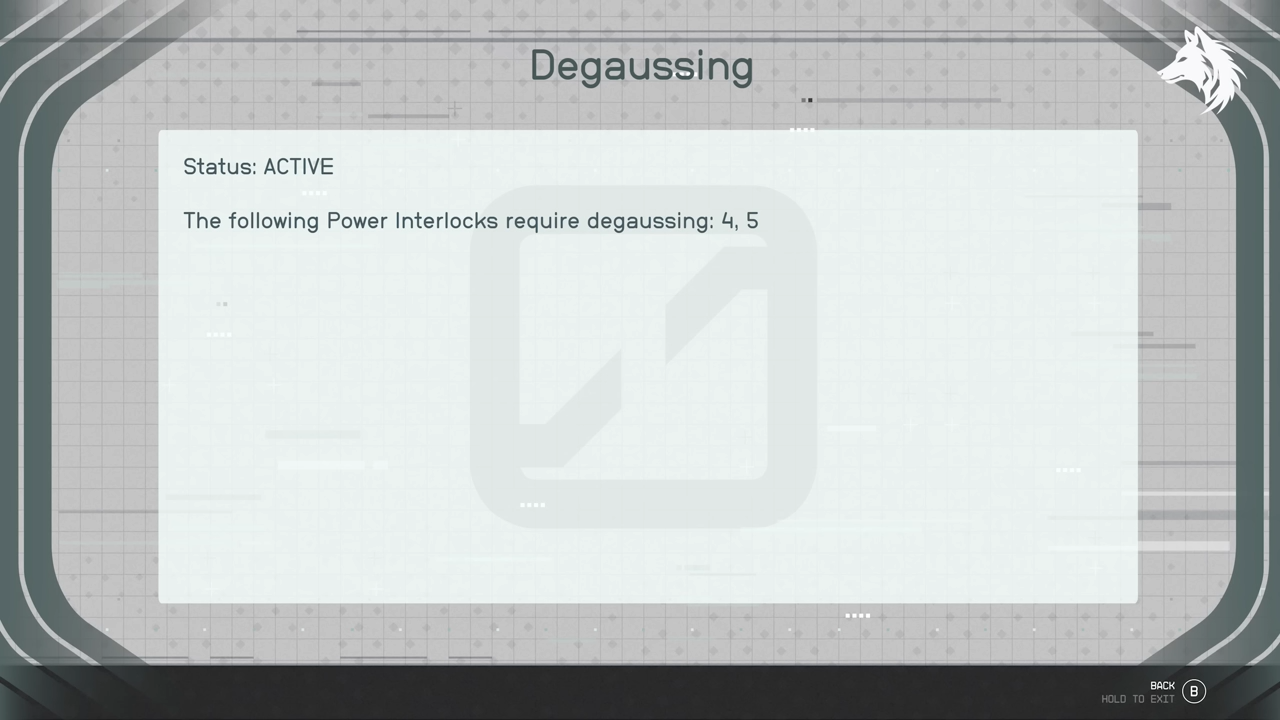 Degaussing
Status: ACTIVE
The following Power Interlocks require degaussing: 4, 5
BACK
HOLD TO EXIT
B